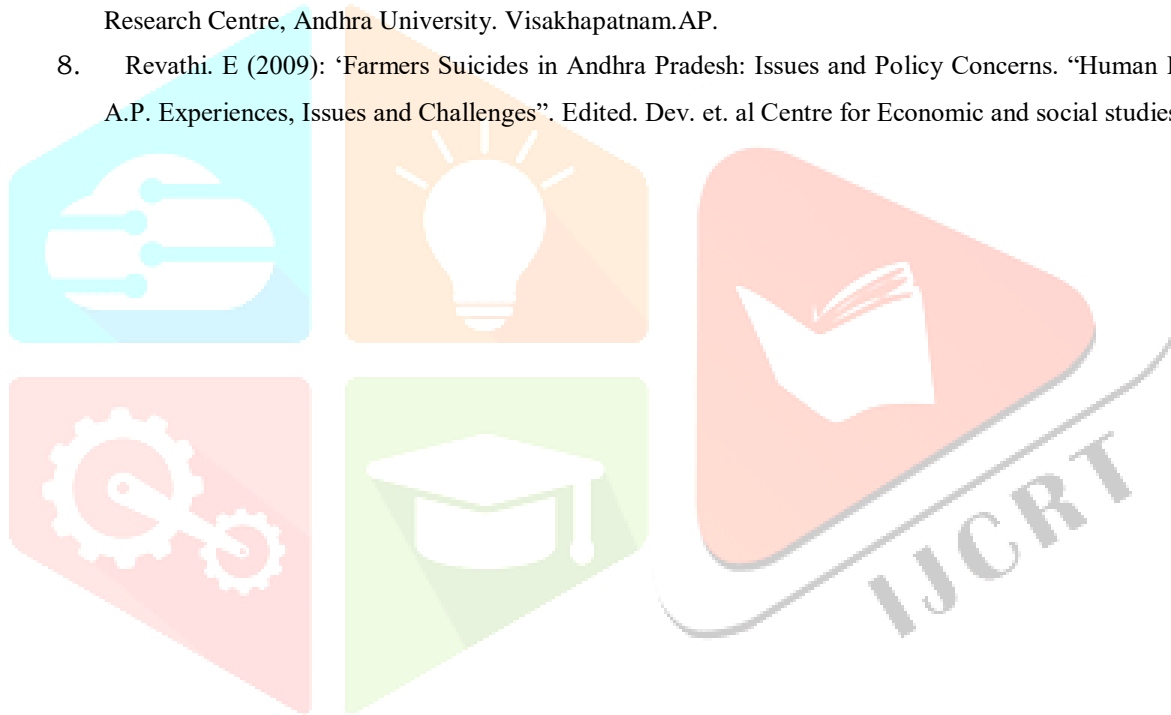 Research Centre, Andhra University. Visakhapatnam.AP.
8. Revathi. E (2009): ‘Farmers Suicides in Andhra Pradesh: Issues and Policy Concerns. “Human
A.P. Experiences, Issues and Challenges”. Edited. Dev. et. al Centre for Economic and social studies
IJCRT